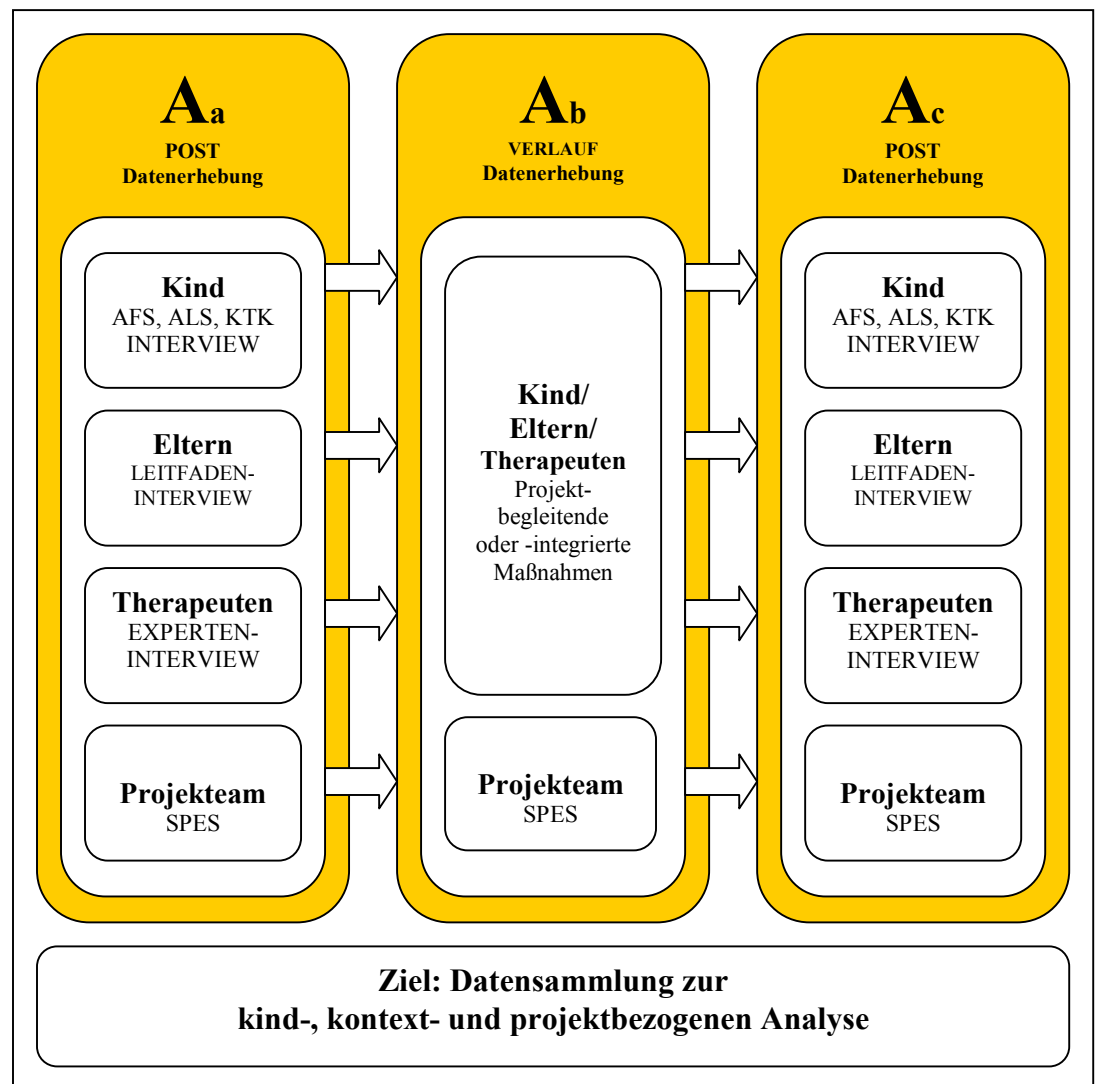 Aa
POST
Datenerhebung
Kind
AFS, ALS, KTK
INTERVIEW
Eltern
LEITFADEN-
INTERVIEW
Therapeuten
EXPERTEN-
INTERVIEW
Projekteam
SPES
Ab
VERLAUF
Datenerhebung
Kind/
Eltern/
Therapeuten
Projekt-
begleitende
oder -integrierte
Maßnahmen
Projekteam
SPES
Ac
POST
Datenerhebung
Kind
AFS, ALS, KTK
INTERVIEW
Eltern
LEITFADEN-
INTERVIEW
Therapeuten
EXPERTEN-
INTERVIEW
Projekteam
SPES
Ziel: Datensammlung zur
kind-, kontext- und projektbezogenen Analyse